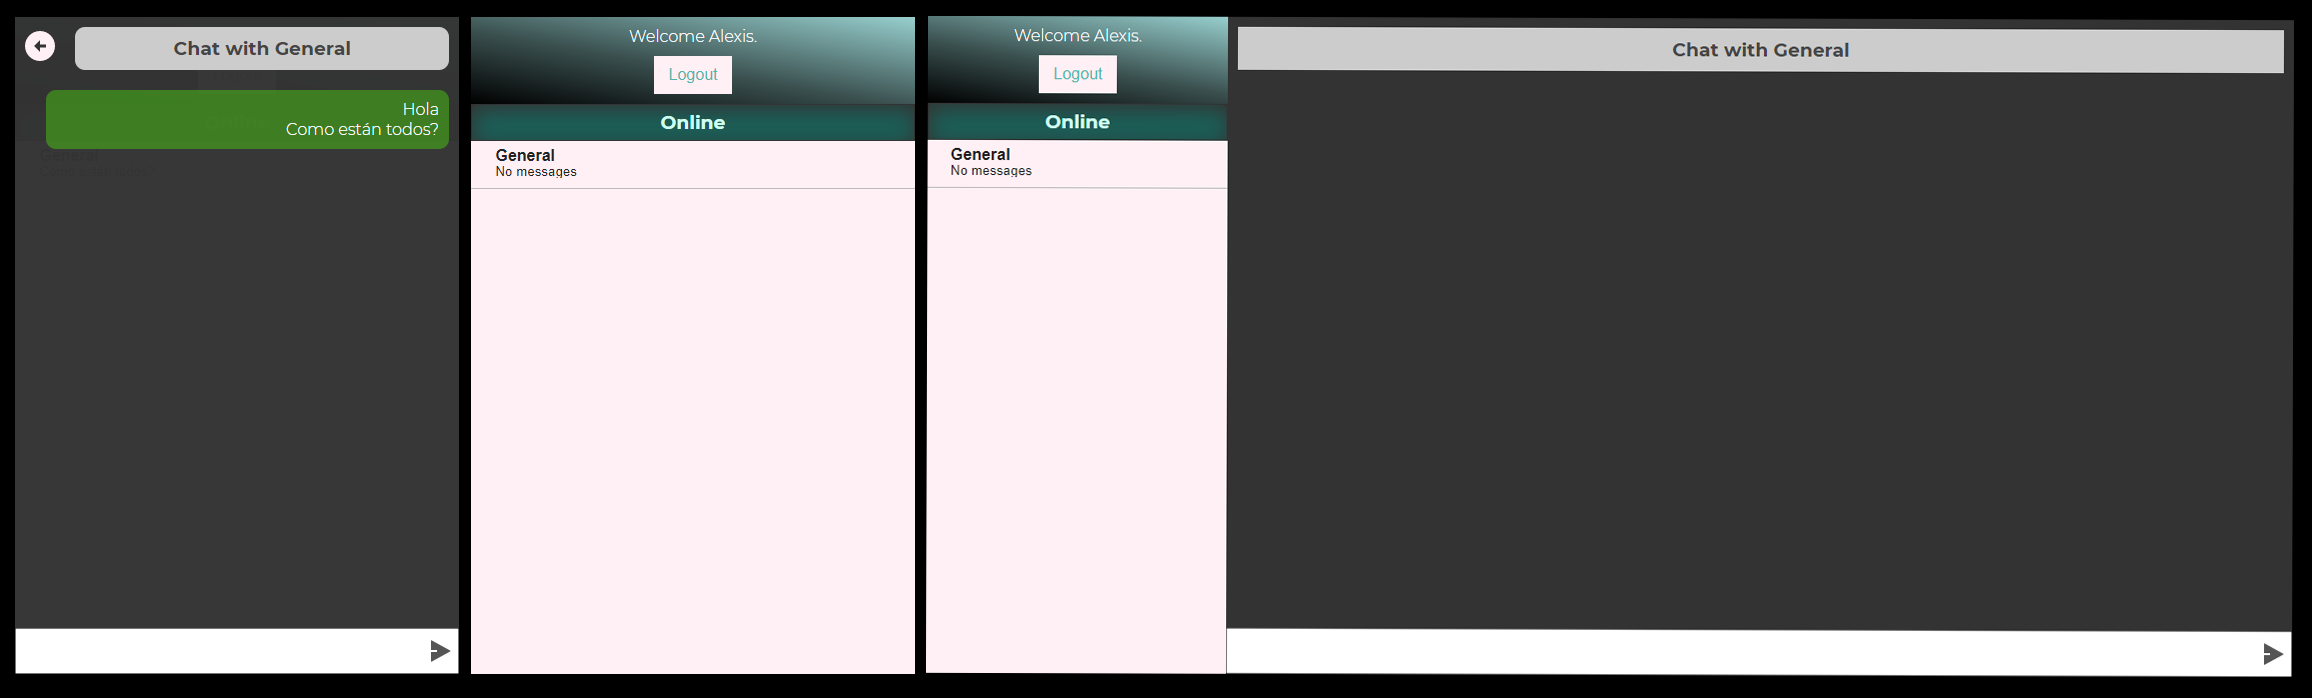 Chat with General
Hola
Como están todos?
Welcome Alexis.
Logout
Online
General
No messages
Welcome Alexis.
Logout
Online
General
No messages
Chat with General